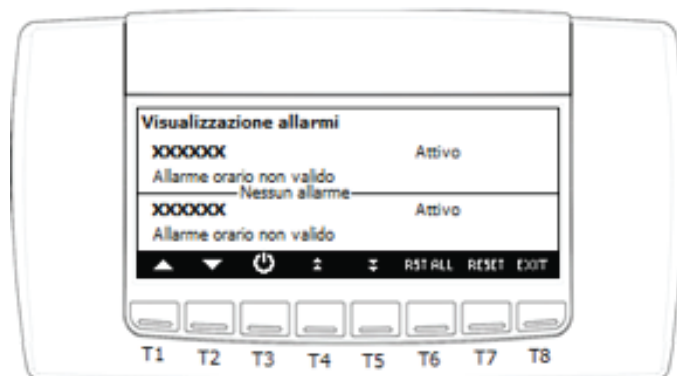 Visualizzazione allarmi
XXXXXX Attivo
Allarme orario non valido
Nessun allarme
XXXXXX Attivo
Allarme orario non valido
RST ALL RESET EXIT
T1 T2 T3 T4 T5 T6 T7 T8